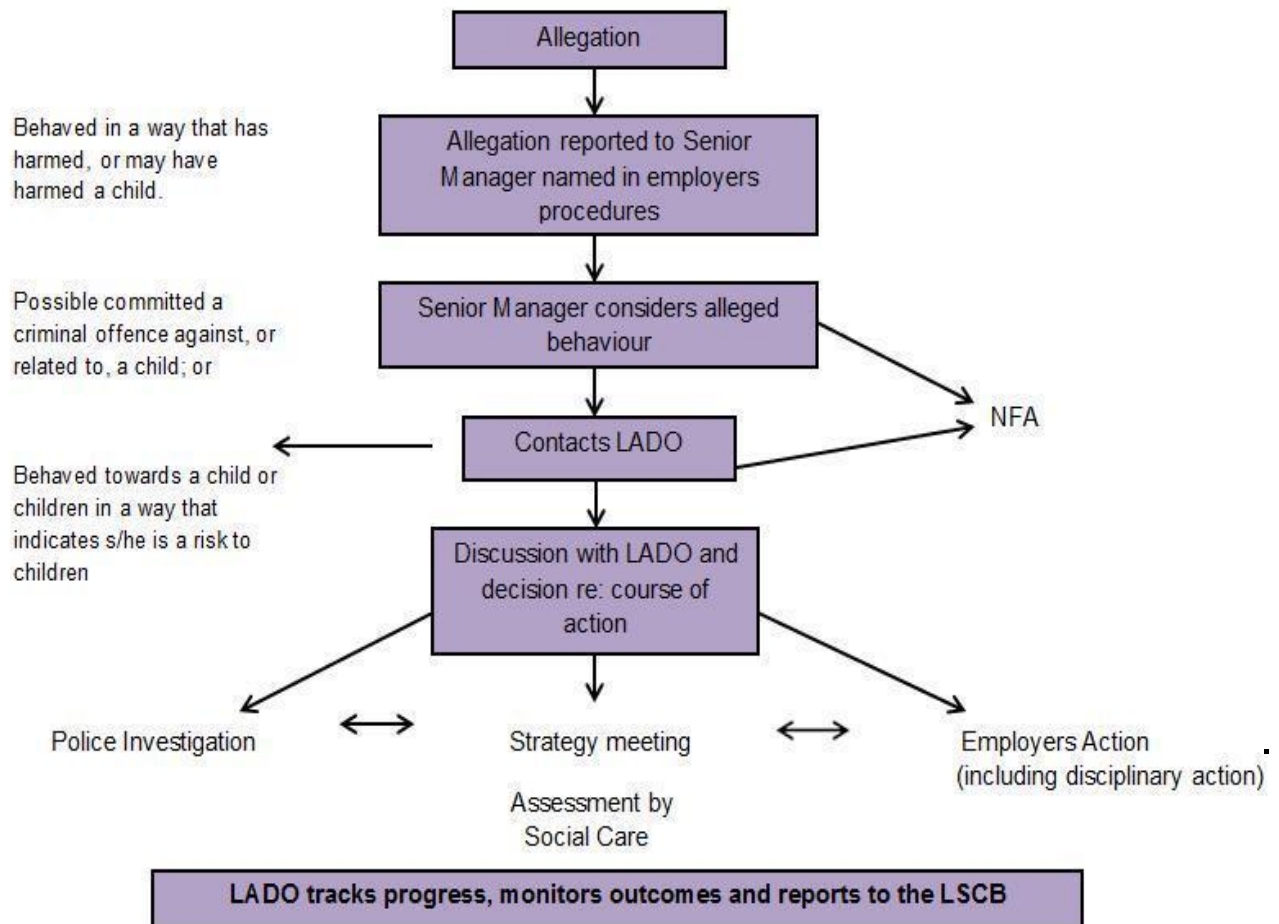 Allegation
Behaved in a way that has
harmed, or may have
harmed a child.
Allegation reported to Senior
Manager named in employers
procedures
Possible committed a
criminal offence against, or
related to, a child; or
Senior Manager considers alleged
behaviour
NFA
Contacts LADO
Behaved towards a child or
children in a way that
indicates s/he is a risk to
children
Discussion with LADO and
decision re: course of
action
Police Investigation
Strategy meeting
Assessment by
Social Care
Employers Action
(including disciplinary action)
LADO tracks progress, monitors outcomes and reports to the LSCB